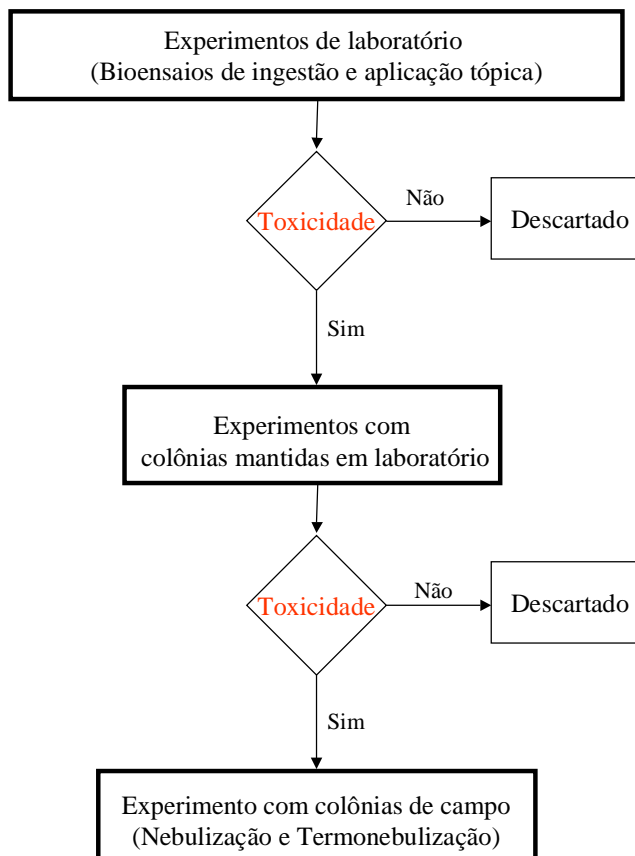 Experimentos de laboratório
(Bioensaios de ingestão e aplicação tópica)
Toxicidade
Não
Descartado
Sim
Experimentos com
colônias mantidas em laboratório
Toxicidade
Não
Descartado
Sim
Experimento com colônias de campo
(Nebulização e Termonebulização)